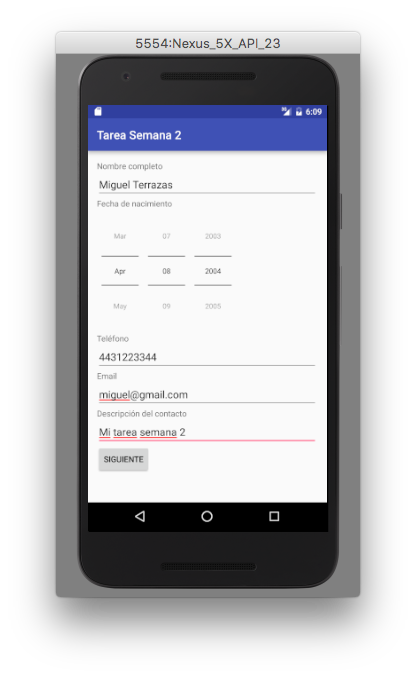 5554:Nexus_5X_API_23
6:09
Tarea Semana 2
Nombre completo
Miguel Terrazas
Fecha de nacimiento
Mar 07 2003
Apr 08 2004
May 09 2005
Teléfono
4431223344
Email
miguel@gmail.com
Descripción del contacto
Mi tarea semana 2
SIGUIENTE